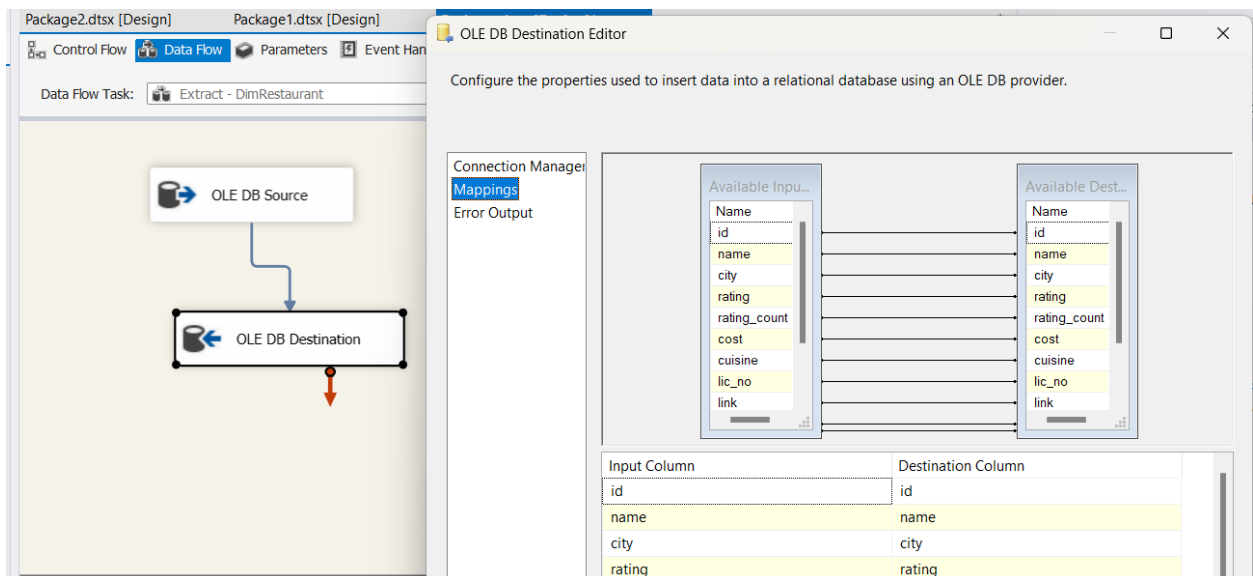 Package2.dtsx [Design] Package1.dtsx [Design]
OLE DB Destination Editor
Control Flow Data Flow Parameters Event Han
Configure the properties used to insert data into a relational database using an OLE DB provider.
Data Flow Task: Extract - DimRestaurant
OLE DB Source
OLE DB Destination
Connection Manager
Mappings
Error Output
Available Inpu...
Name
id
name
city
rating
rating_count
cost
cuisine
lic_no
link
Available Dest...
Name
id
name
city
rating
rating_count
cost
cuisine
lic_no
link
Input Column Destination Column
id id
name name
city city
rating rating